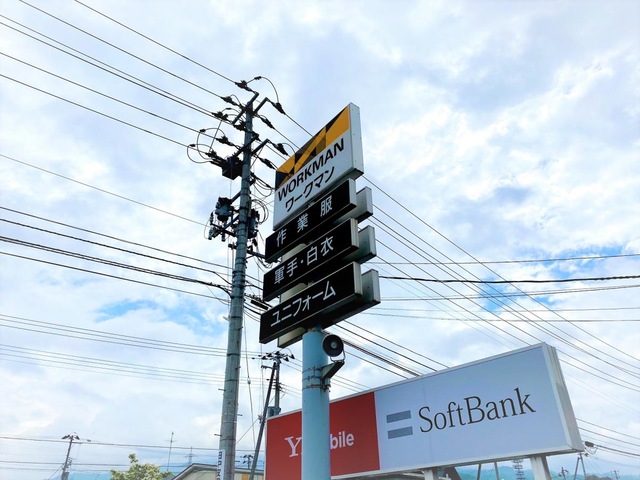 WORKMAN
ワークマン
作業服
軍手・白衣
ユニフォーム
Y! mobile
SoftBank